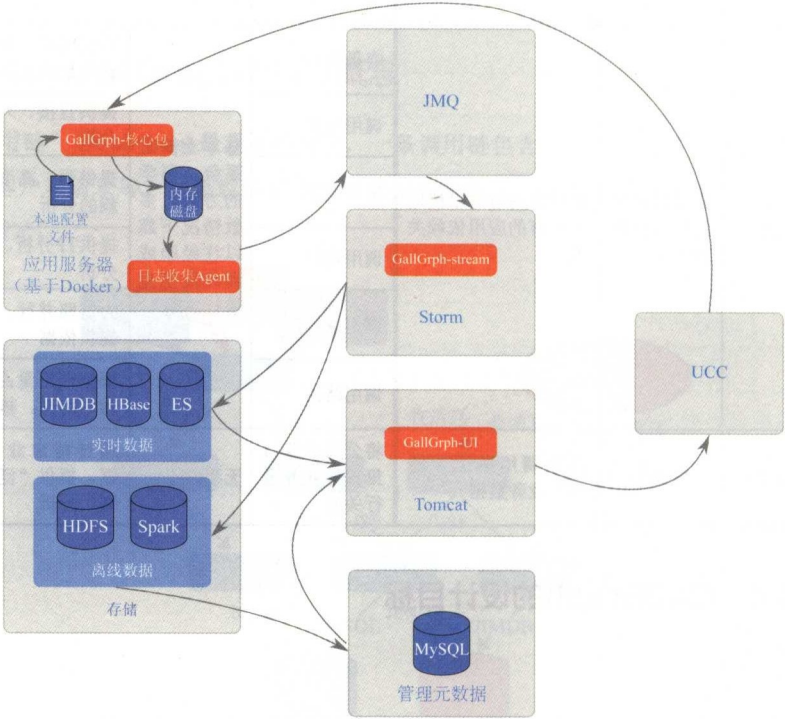 GallGrph-核心包
本地配置
文件
内存
磁盘
日志收集Agent
应用服务器
(基于Docker)
JMQ
GallGrph-stream
Storm
UCC
JIMDB
HBase
ES
实时数据
HDFS
Spark
离线数据
存储
GallGrph-UI
Tomcat
MySQL
管理元数据